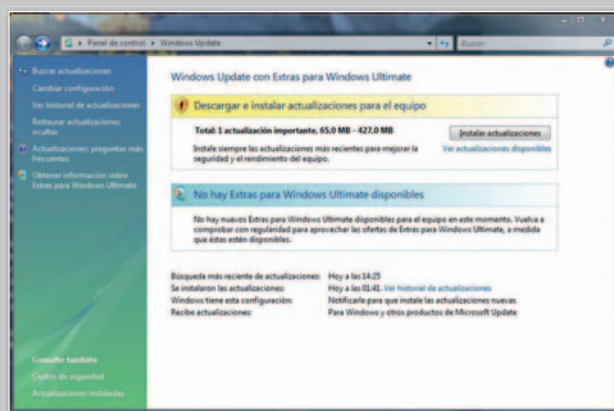 Panel de control ▸ Windows Update
Buscar
Buscar actualizaciones
Cambiar configuración
Ver historial de actualizaciones
Restaurar actualizaciones
ocultas
Actualizaciones: preguntas más
frecuentes
Obtener información sobre
Extras para Windows Ultimate
Windows Update con Extras para Windows Ultimate
Descargar e instalar actualizaciones para el equipo
Total: 1 actualización importante, 65,0 MB - 427,0 MB
Instalar actualizaciones
Instale siempre las actualizaciones más recientes para mejorar la
seguridad y el rendimiento del equipo.
Ver actualizaciones disponibles
No hay Extras para Windows Ultimate disponibles
No hay nuevos Extras para Windows Ultimate disponibles para el equipo en este momento. Vuelva a
comprobar con regularidad para aprovechar las ofertas de Extras para Windows Ultimate, a medida
que éstas estén disponibles.
Búsqueda más reciente de actualizaciones: Hoy a las 14:25
Se instalaron las actualizaciones: Hoy a las 01:41. Ver historial de actualizaciones
Windows tiene esta configuración: Notificarle para que instale las actualizaciones nuevas
Recibe actualizaciones: Para Windows y otros productos de Microsoft Update
Consulte también
Centro de seguridad
Actualizaciones instaladas